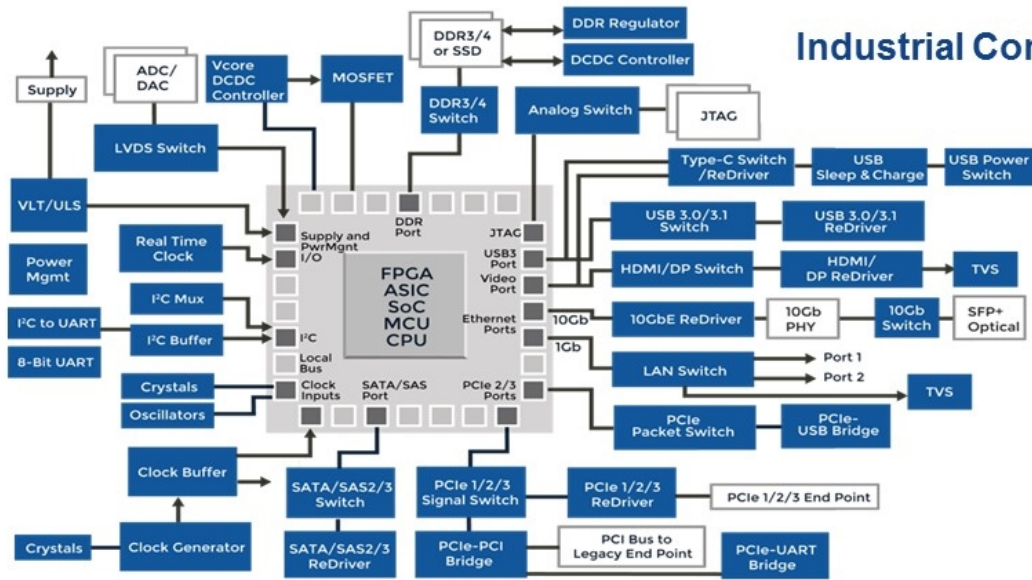 Industrial Con
Supply
ADC/
DAC
Vcore
DCDC
Controller
MOSFET
DDR3/4
or SSD
DDR Regulator
DCDC Controller
LVDS Switch
DDR3/4
Switch
Analog Switch
JTAG
VLT/ULS
Type-C Switch
/ReDriver
USB
Sleep & Charge
USB Power
Switch
Supply and
PwrMgnt
I/O
DDR
Port
JTAG
USB3
Port
Video
Port
Ethernet
Ports
USB 3.0/3.1
Switch
USB 3.0/3.1
ReDriver
Real Time
Clock
Power
Mgmt
HDMI/DP Switch
HDMI/
DP ReDriver
TVS
FPGA
ASIC
SoC
MCU
CPU
I²C Mux
I²C to UART
I²C Buffer
I²C
10Gb
10GbE ReDriver
10Gb
PHY
10Gb
Switch
SFP+
Optical
1Gb
8-Bit UART
Local
Bus
LAN Switch
Port 1
Port 2
TVS
Crystals
Oscillators
Clock
Inputs
SATA/SAS
Port
PCIe 2/3
Ports
PCIe
Packet Switch
PCIe-
USB Bridge
Clock Buffer
SATA/SAS2/3
Switch
PCIe 1/2/3
Signal Switch
PCIe 1/2/3
ReDriver
PCIe 1/2/3 End Point
Crystals
Clock Generator
SATA/SAS2/3
ReDriver
PCIe-PCI
Bridge
PCI Bus to
Legacy End Point
PCIe-UART
Bridge